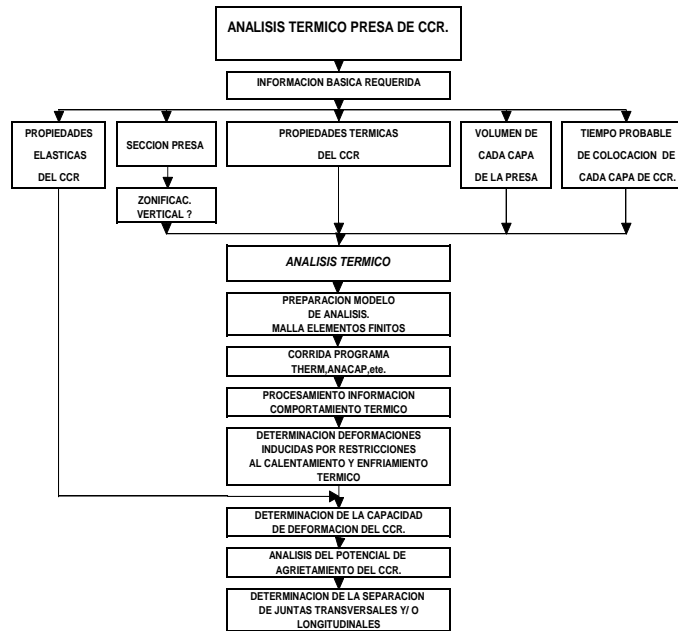 ANALISIS TERMICO PRESA DE CCR.
INFORMACION BASICA REQUERIDA
PROPIEDADES
ELASTICAS
DEL CCR
SECCION PRESA
PROPIEDADES TERMICAS
DEL CCR
VOLUMEN DE
CADA CAPA
DE LA PRESA
TIEMPO PROBABLE
DE COLOCACION DE
CADA CAPA DE CCR.
ZONIFICAC.
VERTICAL ?
ANALISIS TERMICO
PREPARACION MODELO
DE ANALISIS.
MALLA ELEMENTOS FINITOS
CORRIDA PROGRAMA
THERM,ANACAP,ete.
PROCESAMIENTO INFORMACION
COMPORTAMIENTO TERMICO
DETERMINACION DEFORMACIONES
INDUCIDAS POR RESTRICCIONES
AL CALENTAMIENTO Y ENFRIAMIENTO
TERMICO
DETERMINACION DE LA CAPACIDAD
DE DEFORMACION DEL CCR.
ANALISIS DEL POTENCIAL DE
AGRIETAMIENTO DEL CCR.
DETERMINACION DE LA SEPARACION
DE JUNTAS TRANSVERSALES Y/ O
LONGITUDINALES